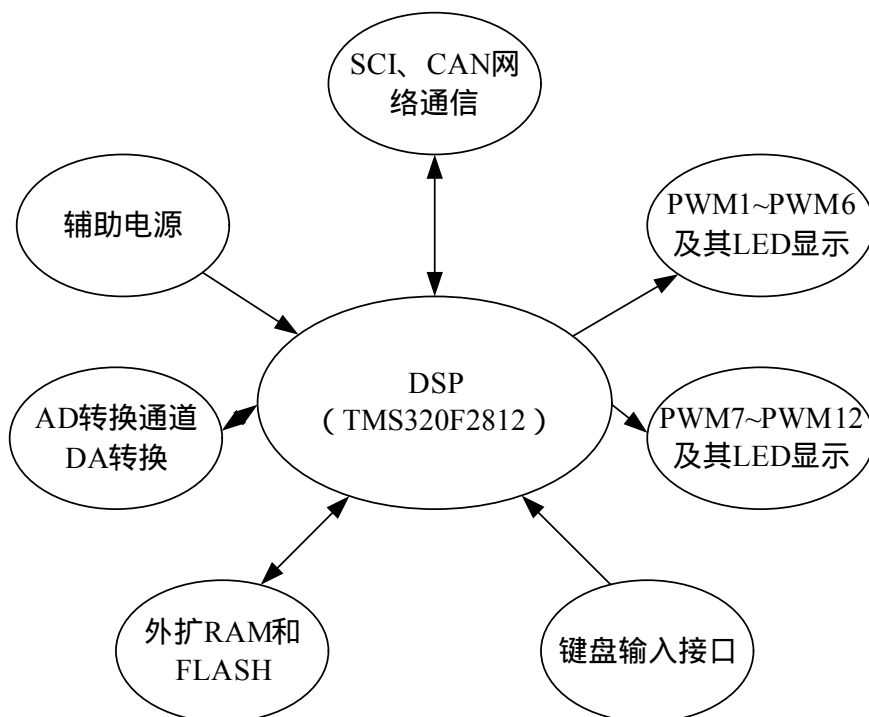 SCI、CAN网
络通信
辅助电源
PWM1~PWM6
及其LED显示
DSP
（TMS320F2812）
AD转换通道
DA转换
PWM7~PWM12
及其LED显示
外扩RAM和
FLASH
键盘输入接口